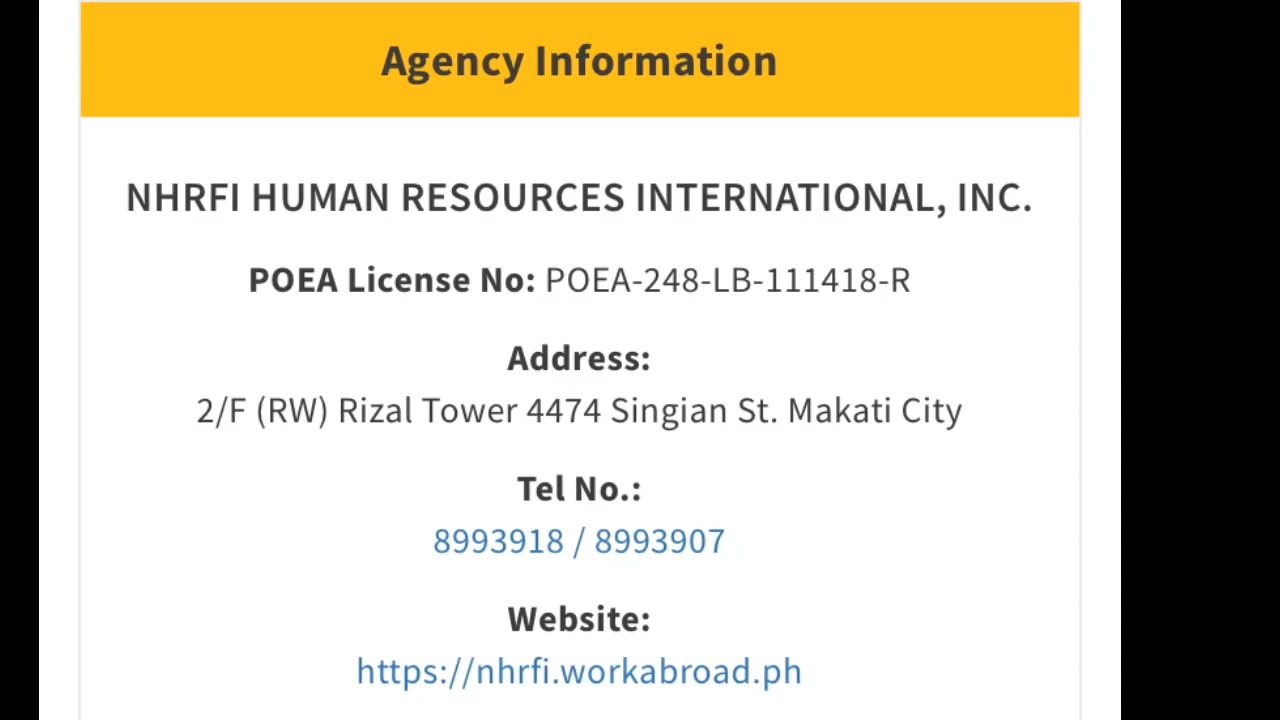 Agency Information
NHRFI HUMAN RESOURCES INTERNATIONAL, INC.
POEA License No: POEA-248-LB-111418-R
Address:
2/F (RW) Rizal Tower 4474 Singian St. Makati City
Tel No.:
8993918 / 8993907
Website:
https://nhrfi.workabroad.ph